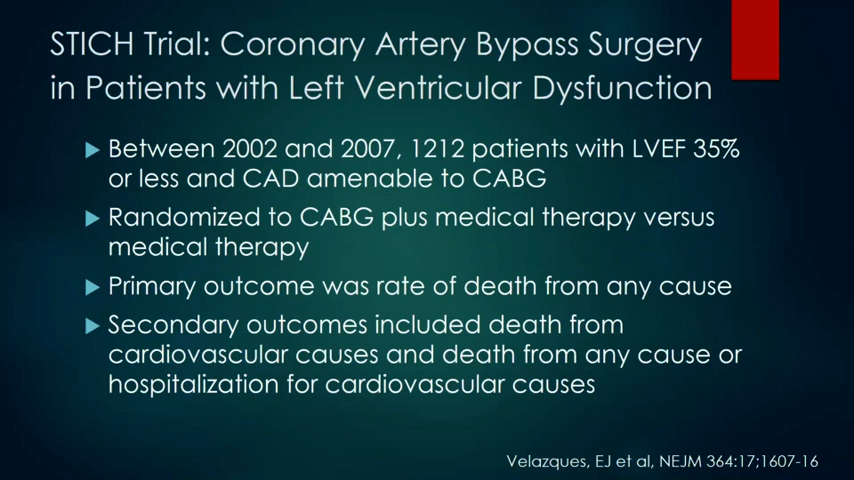 STICH Trial: Coronary Artery Bypass Surgery
in Patients with Left Ventricular Dysfunction
Between 2002 and 2007, 1212 patients with LVEF 35%
or less and CAD amenable to CABG
Randomized to CABG plus medical therapy versus
medical therapy
Primary outcome was rate of death from any cause
Secondary outcomes included death from
cardiovascular causes and death from any cause or
hospitalization for cardiovascular causes
Velazques, EJ et al, NEJM 364:17;1607-16